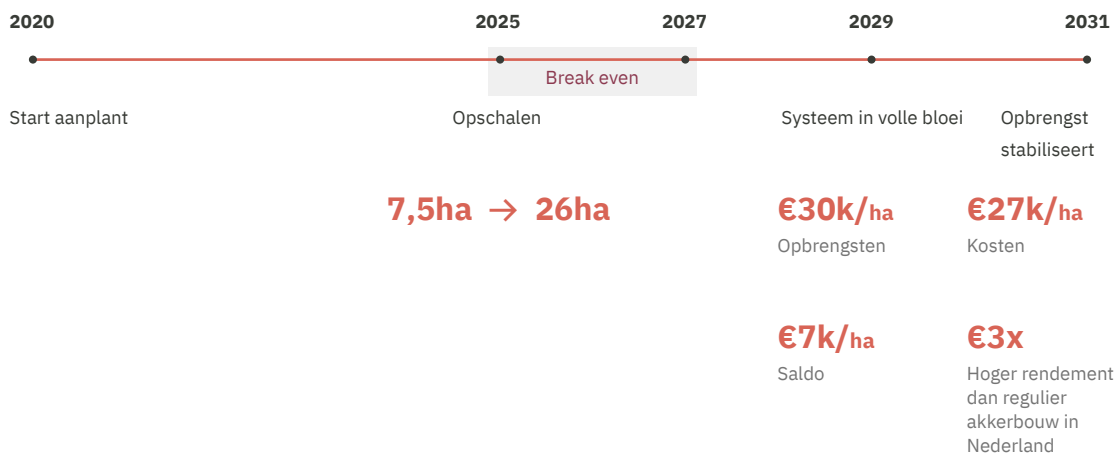 2020
2025
2027
2029
2031
Break even
Start aanplant
Opschalen
Systeem in volle bloei
Opbrengst
stabiliseert
7,5ha → 26ha
€30k/ha
Opbrengsten
€27k/ha
Kosten
€7k/ha
Saldo
€3x
Hoger rendement
dan regulier
akkerbouw in
Nederland